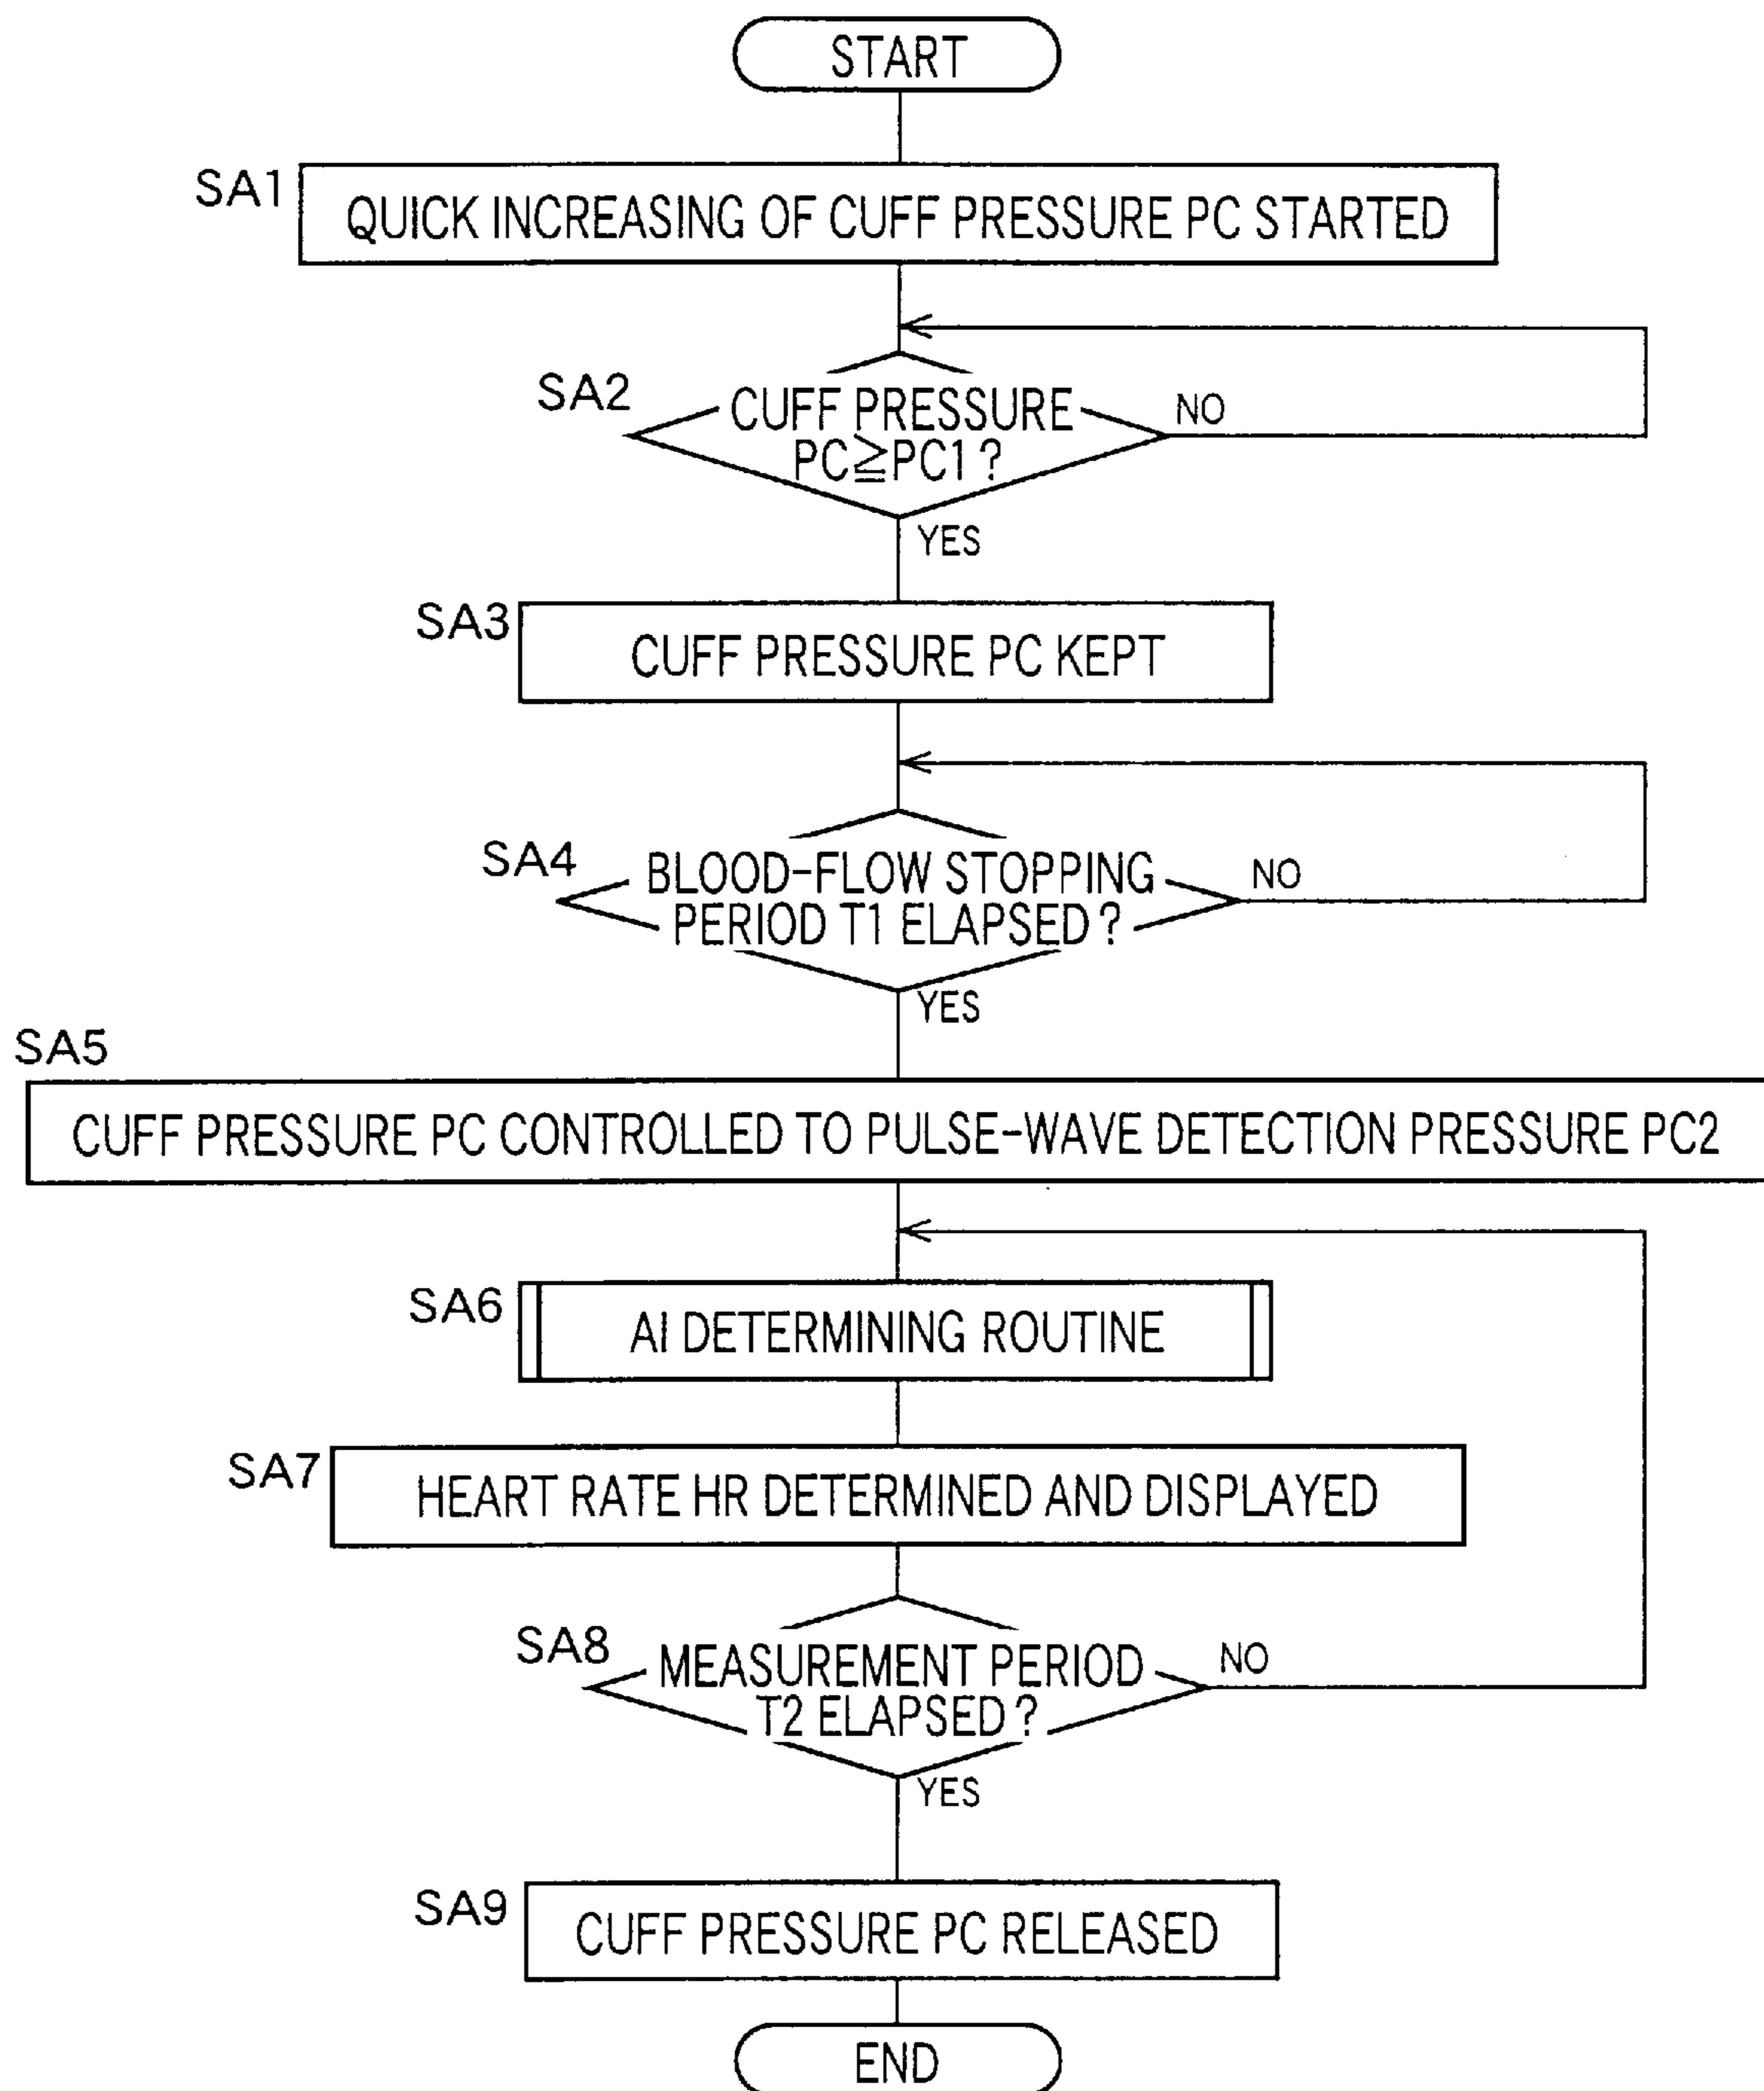 START
SA1
QUICK INCREASING OF CUFF PRESSURE PC STARTED
SA2
CUFF PRESSURE
PC≧PC1?
NO
YES
SA3
CUFF PRESSURE PC KEPT
SA4
BLOOD-FLOW STOPPING
PERIOD T1 ELAPSED?
NO
YES
SA5
CUFF PRESSURE PC CONTROLLED TO PULSE-WAVE DETECTION PRESSURE PC2
SA6
AI DETERMINING ROUTINE
SA7
HEART RATE HR DETERMINED AND DISPLAYED
SA8
MEASUREMENT PERIOD
T2 ELAPSED?
NO
YES
SA9
CUFF PRESSURE PC RELEASED
END